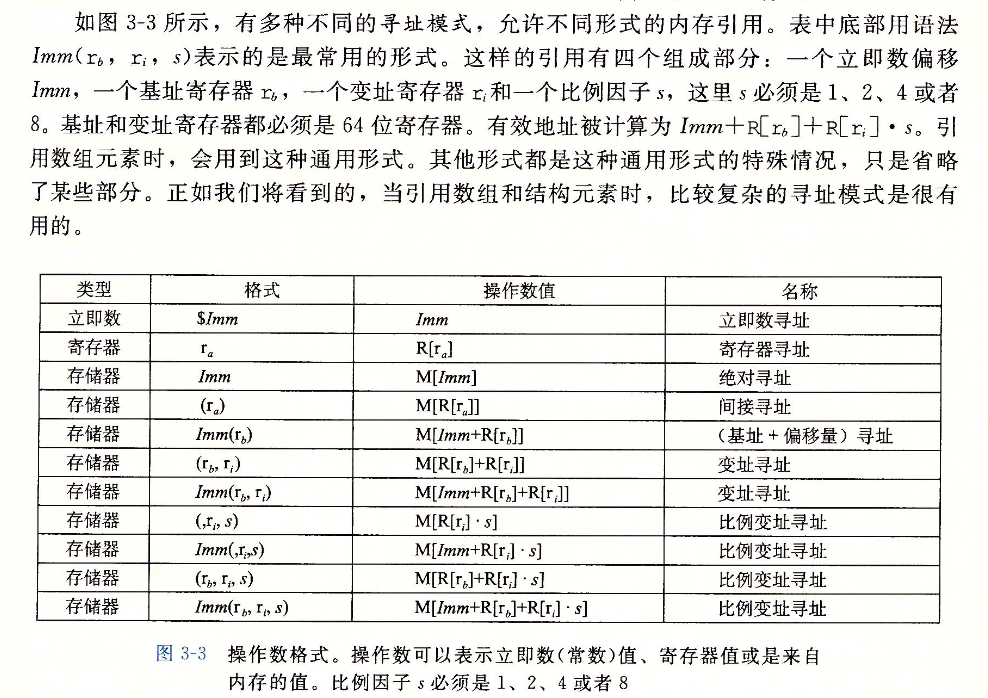 如图 3-3 所示，有多种不同的寻址模式，允许不同形式的内存引用。表中底部用语法
Imm(r_b, r_i, s)表示的是最常用的形式。这样的引用有四个组成部分：一个立即数偏移
Imm，一个基址寄存器 r_b，一个变址寄存器 r_i和一个比例因子 s，这里 s 必须是 1、2、4 或者
8。基址和变址寄存器都必须是 64 位寄存器。有效地址被计算为 Imm+R[r_b]+R[r_i]·s。引
用数组元素时，会用到这种通用形式。其他形式都是这种通用形式的特殊情况，只是省略
了某些部分。正如我们将看到的，当引用数组和结构元素时，比较复杂的寻址模式是很有
用的。
类型 格式 操作数值 名称
立即数 $Imm Imm 立即数寻址
寄存器 r_a R[r_a] 寄存器寻址
存储器 Imm M[Imm] 绝对寻址
存储器 (r_a) M[R[r_a]] 间接寻址
存储器 Imm(r_b) M[Imm+R[r_b]] （基址+偏移量）寻址
存储器 (r_b, r_i) M[R[r_b]+R[r_i]] 变址寻址
存储器 Imm(r_b, r_i) M[Imm+R[r_b]+R[r_i]] 变址寻址
存储器 (,r_i, s) M[R[r_i]·s] 比例变址寻址
存储器 Imm(,r_i,s) M[Imm+R[r_i]·s] 比例变址寻址
存储器 (r_b, r_i, s) M[R[r_b]+R[r_i]·s] 比例变址寻址
存储器 Imm(r_b, r_i, s) M[Imm+R[r_b]+R[r_i]·s] 比例变址寻址
图 3-3 操作数格式。操作数可以表示立即数(常数)值、寄存器值或是来自
内存的值。比例因子 s 必须是 1、2、4 或者 8